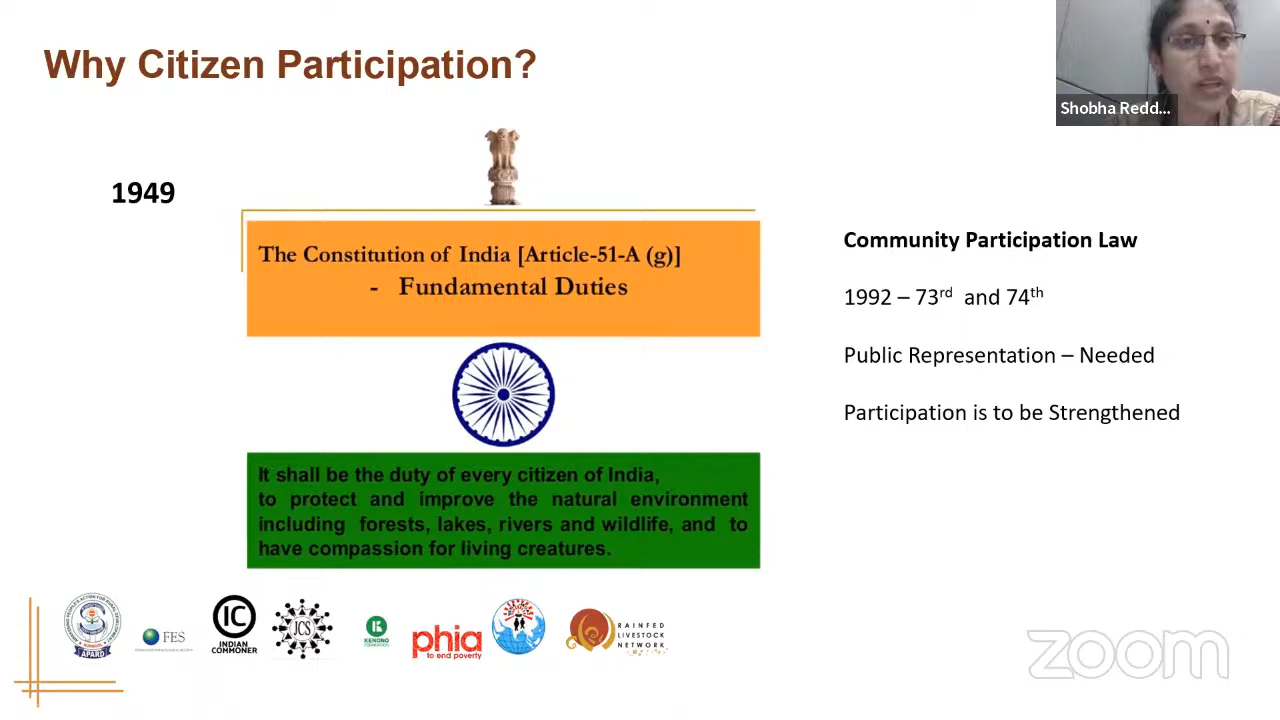 Why Citizen Participation?
Shobha Redd...
1949
The Constitution of India [Article-51-A (g)]
- Fundamental Duties
It shall be the duty of every citizen of India,
to protect and improve the natural environment
including forests, lakes, rivers and wildlife, and to
have compassion for living creatures.
Community Participation Law
1992 – 73rd and 74th
Public Representation – Needed
Participation is to be Strengthened
APARD
FES
IC
INDIAN
COMMONER
JCS
KENONO
FOUNDATION
phia
to end poverty
RAINFED
LIVESTOCK
NETWORK
zoom